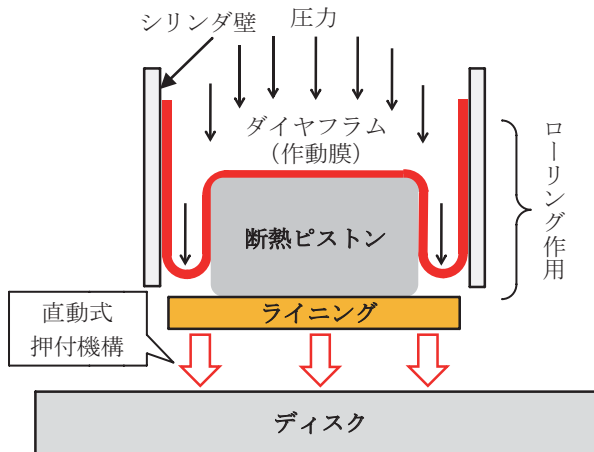 シリンダ壁
圧力
ダイヤフラム
（作動膜）
ローリング作用
断熱ピストン
ライニング
直動式
押付機構
ディスク